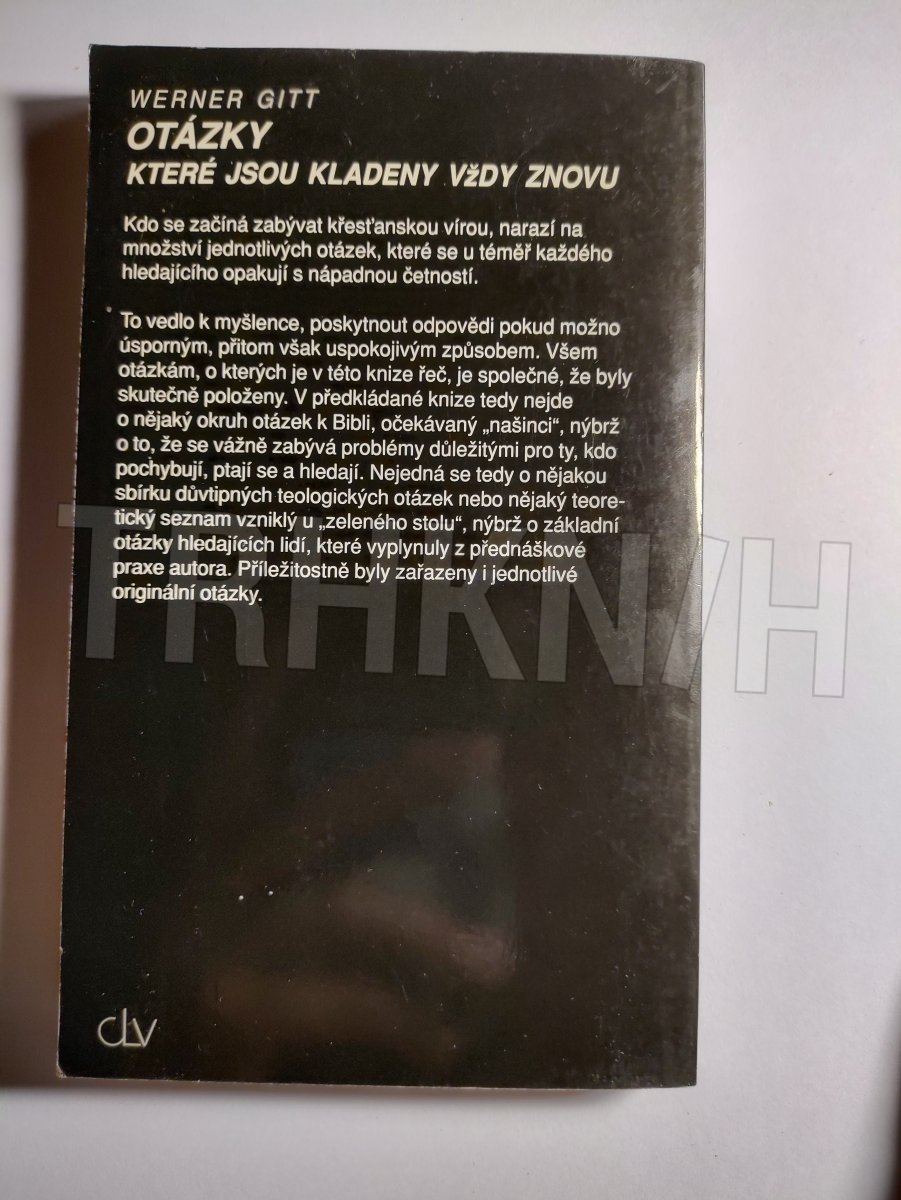 WERNER GITT
OTÁZKY
KTERÉ JSOU KLADENY VžDY ZNOVU
Kdo se začíná zabývat křesťanskou vírou, narazí na
množství jednotlivých otázek, které se u téměř každého
hledajícího opakují s nápadnou četností.
To vedlo k myšlence, poskytnout odpovědi pokud možno
úsporným, přitom však uspokojivým způsobem. Všem
otázkám, o kterých je v této knize řeč, je společné, že byly
skutečně položeny. V předkládané knize tedy nejde
o nějaký okruh otázek k Bibli, očekávaný „našinci“, nýbrž
o to, že se vážně zabývá problémy důležitými pro ty, kdo
pochybují, ptají se a hledají. Nejedná se tedy o nějakou
sbírku důvtipných teologických otázek nebo nějaký teore-
tický seznam vzniklý u „zeleného stolu“, nýbrž o základní
otázky hledajících lidí, které vyplynuly z přednáškové
praxe autora. Příležitostně byly zařazeny i jednotlivé
originální otázky.
TRHKNIH
clv